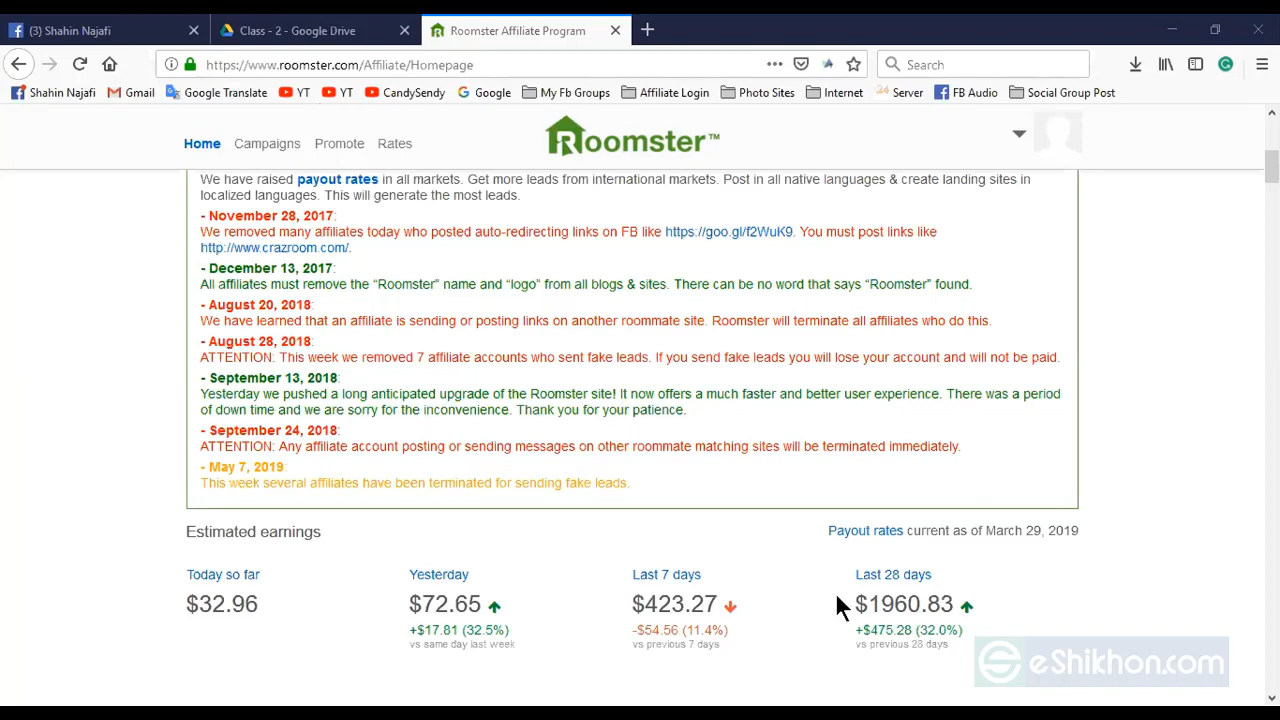 (3) Shahin Najafi
Class - 2 - Google Drive
Roomster Affiliate Program
https://www.roomster.com/Affiliate/Homepage
Search
Shahin Najafi
Gmail
Google Translate
YT
YT
CandySendy
Google
My Fb Groups
Affiliate Login
Photo Sites
Internet
24 Server
FB Audio
Social Group Post
Home
Campaigns
Promote
Rates
Roomster™
We have raised payout rates in all markets. Get more leads from international markets. Post in all native languages & create landing sites in
localized languages. This will generate the most leads.
- November 28, 2017:
We removed many affiliates today who posted auto-redirecting links on FB like https://goo.gl/f2WuK9. You must post links like
http://www.crazroom.com/.
- December 13, 2017:
All affiliates must remove the “Roomster” name and “logo” from all blogs & sites. There can be no word that says “Roomster” found.
- August 20, 2018:
We have learned that an affiliate is sending or posting links on another roommate site. Roomster will terminate all affiliates who do this.
- August 28, 2018:
ATTENTION: This week we removed 7 affiliate accounts who sent fake leads. If you send fake leads you will lose your account and will not be paid.
- September 13, 2018:
Yesterday we pushed a long anticipated upgrade of the Roomster site! It now offers a much faster and better user experience. There was a period
of down time and we are sorry for the inconvenience. Thank you for your patience.
- September 24, 2018:
ATTENTION: Any affiliate account posting or sending messages on other roommate matching sites will be terminated immediately.
- May 7, 2019:
This week several affiliates have been terminated for sending fake leads.
Estimated earnings
Payout rates current as of March 29, 2019
Today so far
Yesterday
Last 7 days
Last 28 days
$32.96
$72.65
$423.27
$1960.83
+$17.81 (32.5%)
-$54.56 (11.4%)
+$475.28 (32.0%)
vs same day last week
vs previous 7 days
vs previous 28 days
eShikhon.com